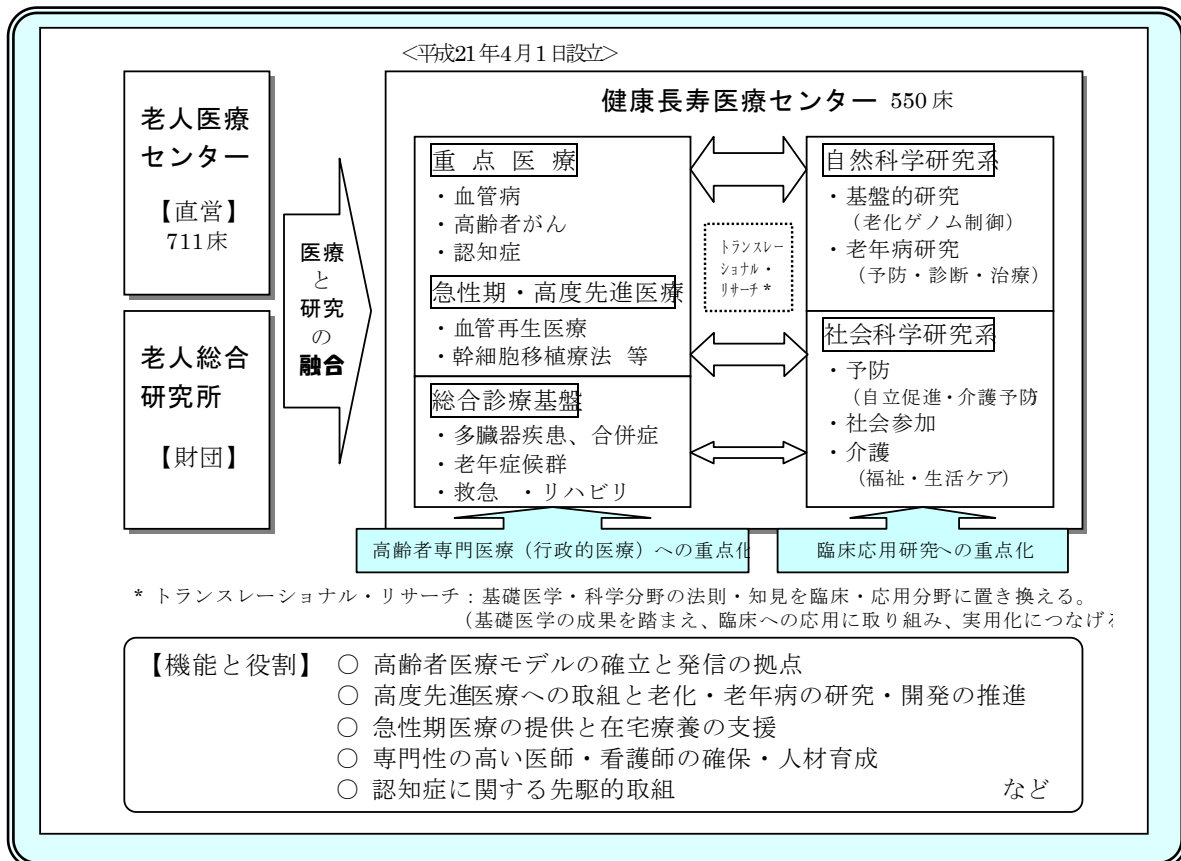 <平成21年4月1日設立>
老人医療
センター
【直営】
711床
老人総合
研究所
【財団】
医療
と
研究
の
融合
健康長寿医療センター 550床
重点医療
・血管病
・高齢者がん
・認知症
急性期・高度先進医療
・血管再生医療
・幹細胞移植療法 等
総合診療基盤
・多臓器疾患、合併症
・老年症候群
・救急 ・リハビリ
トランスレー
ショナル・
リサーチ*
自然科学研究系
・基盤的研究
(老化ゲノム制御)
・老年病研究
(予防・診断・治療)
社会科学研究系
・予防
(自立促進・介護予防
・社会参加
・介護
(福祉・生活ケア)
高齢者専門医療(行政的医療)への重点化
臨床応用研究への重点化
* トランスレーショナル・リサーチ:基礎医学・科学分野の法則・知見を臨床・応用分野に置き換える。
(基礎医学の成果を踏まえ、臨床への応用に取り組み、実用化につなげる
【機能と役割】 ○ 高齢者医療モデルの確立と発信の拠点
○ 高度先進医療への取組と老化・老年病の研究・開発の推進
○ 急性期医療の提供と在宅療養の支援
○ 専門性の高い医師・看護師の確保・人材育成
○ 認知症に関する先駆的取組 など